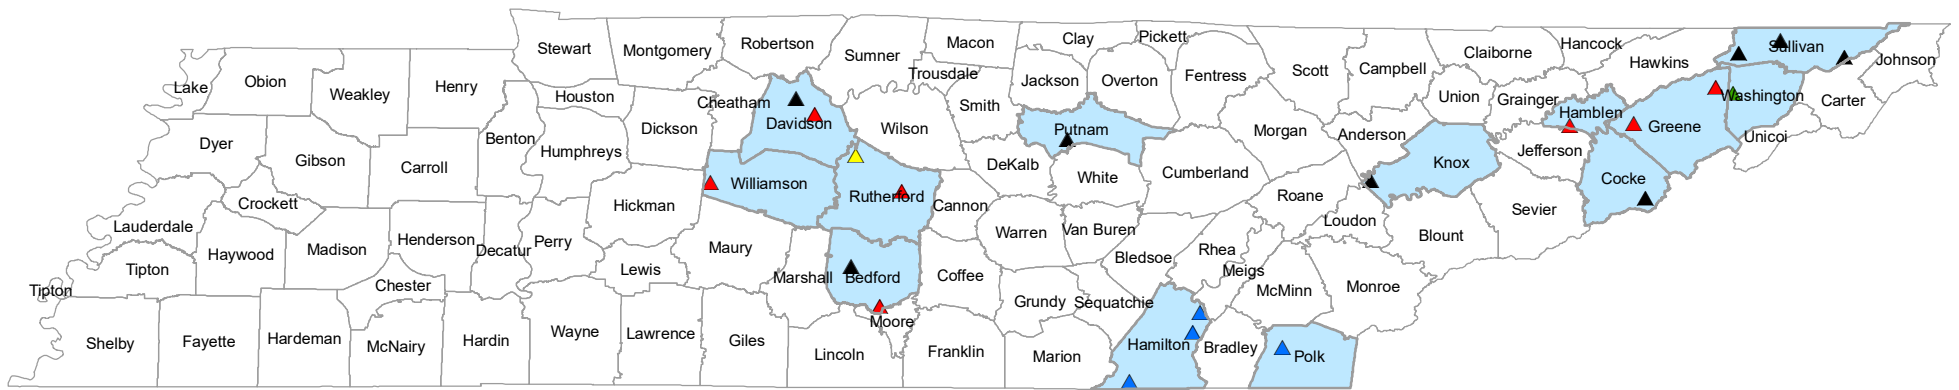 Stewart
Montgomery
Robertson
Sumner
Macon
Clay
Pickett
Trousdale
Jackson
Overton
Fentress
Scott
Campbell
Claiborne
Hancock
Hawkins
Sullivan
Johnson
Lake
Obion
Weakley
Henry
Houston
Cheatham
Smith
Union
Grainger
Hamblen
Washington
Carter
Dickson
Davidson
Wilson
Putnam
Morgan
Anderson
Greene
Unicoi
Dyer
Gibson
Carroll
Benton
Humphreys
Williamson
DeKalb
White
Cumberland
Knox
Jefferson
Cocke
Crockett
Hickman
Rutherford
Cannon
Roane
Loudon
Sevier
Lauderdale
Haywood
Madison
Henderson
Decatur
Perry
Maury
Warren
Van Buren
Rhea
Blount
Tipton
Tipton
Chester
Lewis
Marshall
Bedford
Coffee
Bledsoe
Meigs
McMinn
Monroe
Grundy
Sequatchie
Shelby
Fayette
Hardeman
McNairy
Hardin
Wayne
Lawrence
Giles
Lincoln
Moore
Franklin
Marion
Hamilton
Bradley
Polk